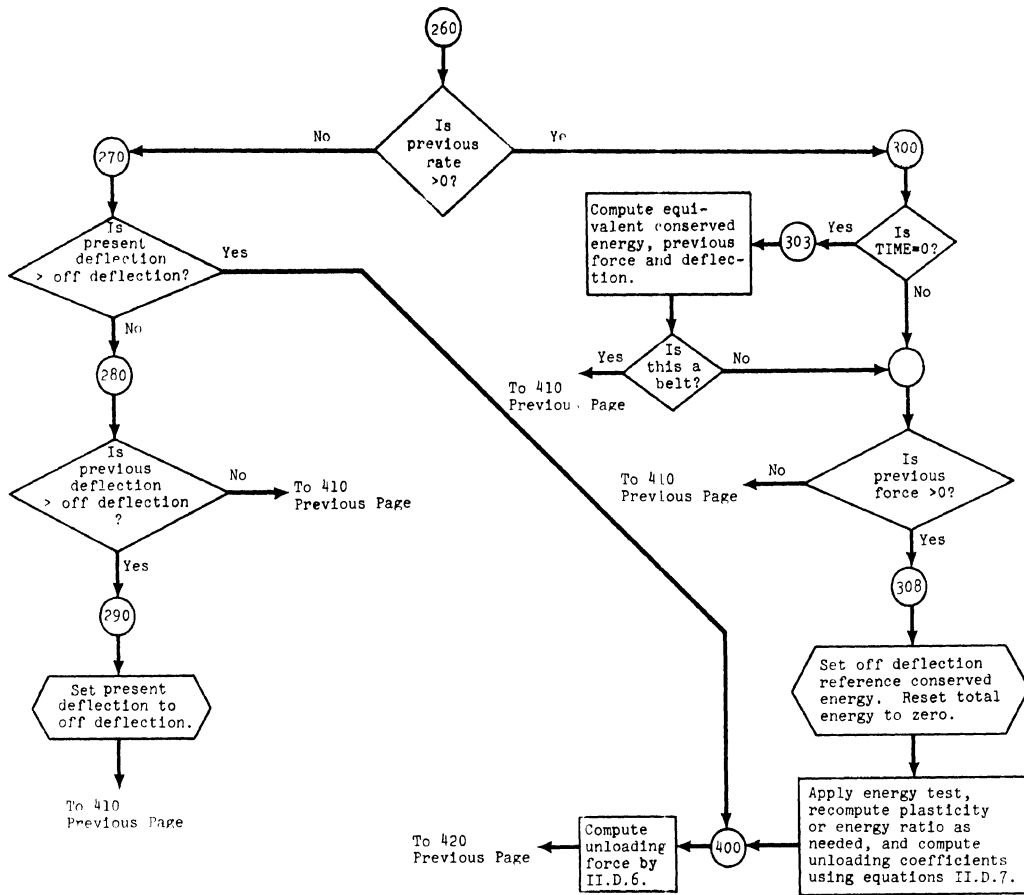 260
Is
previous
rate
>0?
No
270
Is
present
deflection
> off deflection?
Yes
No
280
Is
previous
deflection
> off deflection
?
No
To 410
Previous Page
Yes
290
Set present
deflection to
off deflection.
To 410
Previous Page
300
Is
TIME=0?
Yes
303
Compute equi-
valent conserved
energy, previous
force and deflec-
tion.
No
Is
this a
belt?
Yes
To 410
Page
No
Is
previous
force >0?
No
To 410
Previous Page
Yes
308
Set off deflection
reference conserved
energy. Reset total
energy to zero.
Apply energy test,
recompute plasticity
or energy ratio as
needed, and compute
unloading coefficients
using equations II.D.7.
400
Compute
unloading
force by
II.D.6.
To 420
Previous Page